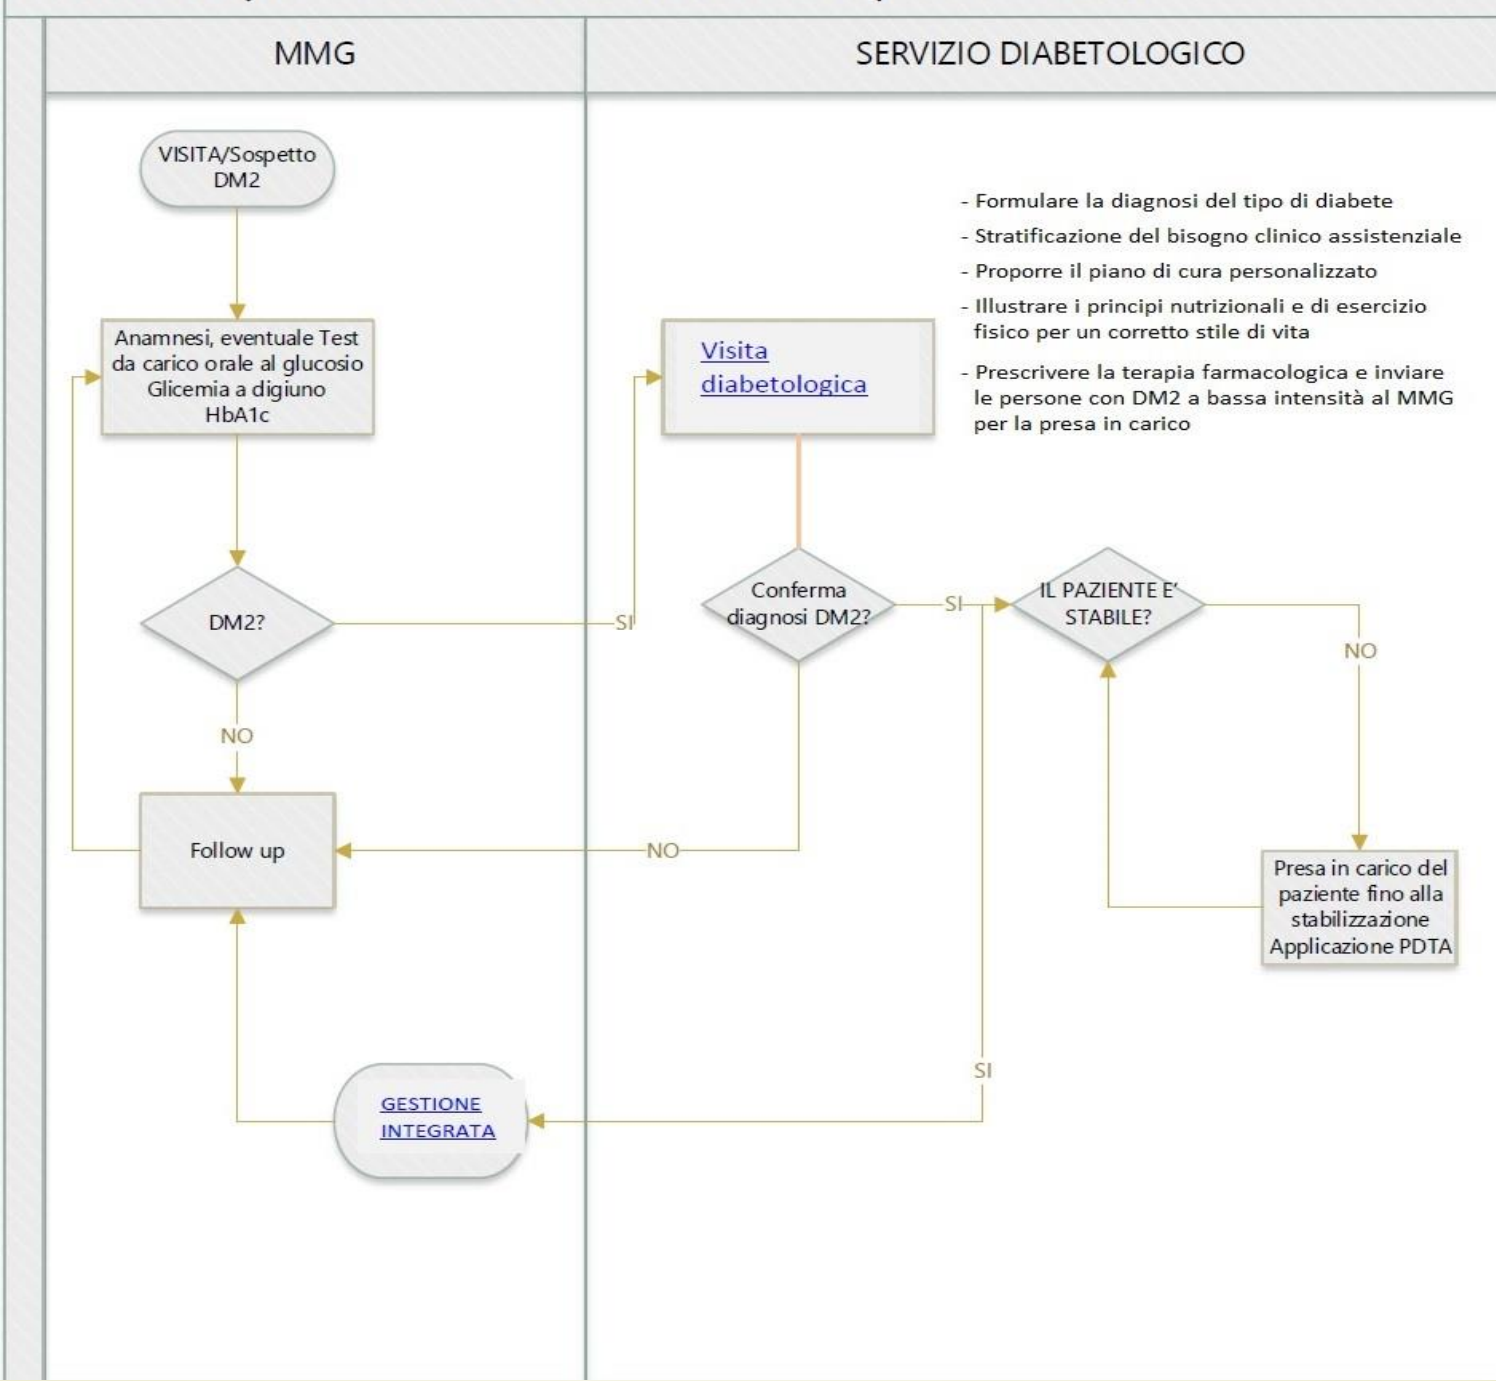 MMG
SERVIZIO DIABETOLOGICO
VISITA/Sospetto
DM2
- Formulare la diagnosi del tipo di diabete
- Stratificazione del bisogno clinico assistenziale
- Proporre il piano di cura personalizzato
- Illustrare i principi nutrizionali e di esercizio
fisico per un corretto stile di vita
- Prescrivere la terapia farmacologica e inviare
le persone con DM2 a bassa intensità al MMG
per la presa in carico
Anamnesi, eventuale Test
da carico orale al glucosio
Glicemia a digiuno
HbA1c
Visita
diabetologica
DM2?
SI
Conferma
diagnosi DM2?
SI
IL PAZIENTE E'
STABILE?
NO
NO
Follow up
NO
Presa in carico del
paziente fino alla
stabilizzazione
Applicazione PDTA
SI
GESTIONE
INTEGRATA